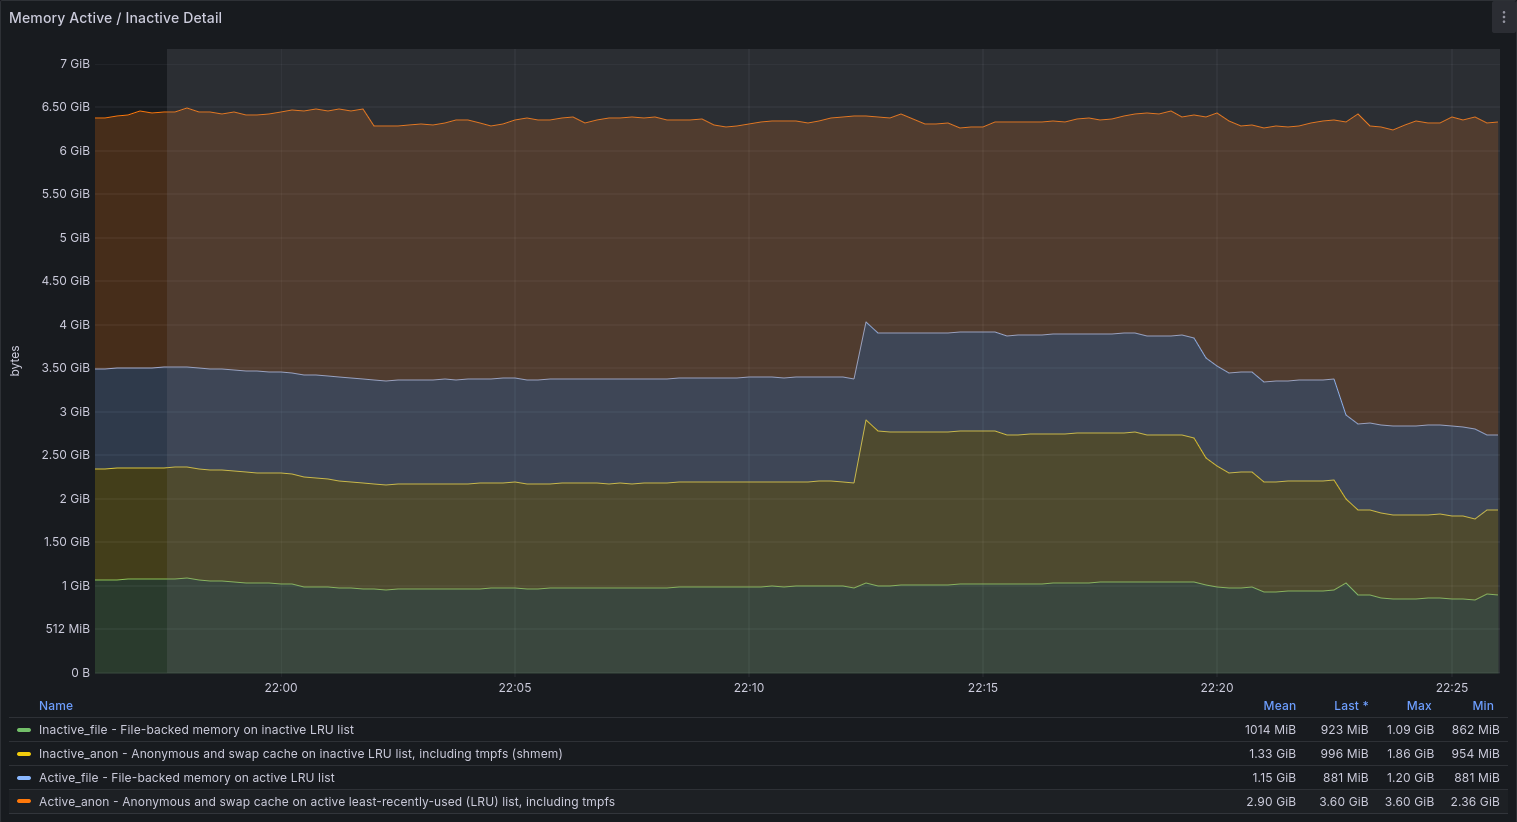 Memory Active / Inactive Detail
7 GiB
6.50 GiB
6 GiB
5.50 GiB
5 GiB
4.50 GiB
4 GiB
3.50 GiB
3 GiB
2.50 GiB
2 GiB
1.50 GiB
1 GiB
512 MiB
0 B
bytes
22:00 22:05 22:10 22:15 22:20 22:25
Name Mean Last * Max Min
Inactive_file - File-backed memory on inactive LRU list 1014 MiB 923 MiB 1.09 GiB 862 MiB
Inactive_anon - Anonymous and swap cache on inactive LRU list, including tmpfs (shmem) 1.33 GiB 996 MiB 1.86 GiB 954 MiB
Active_file - File-backed memory on active LRU list 1.15 GiB 881 MiB 1.20 GiB 881 MiB
Active_anon - Anonymous and swap cache on active least-recently-used (LRU) list, including tmpfs 2.90 GiB 3.60 GiB 3.60 GiB 2.36 GiB